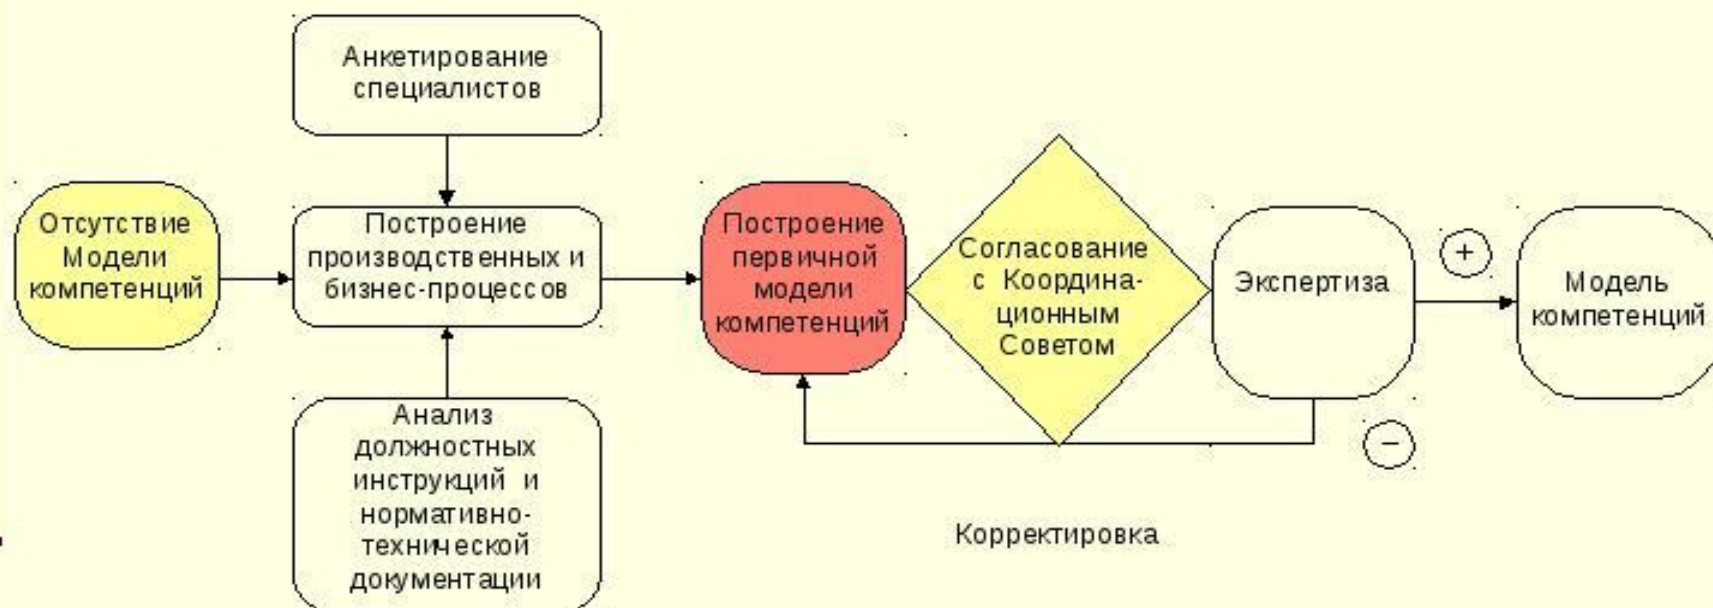 Анкетирование
специалистов
Отсутствие
Модели
компетенций
Построение
производственных и
бизнес-процессов
Анализ
должностных
инструкций и
нормативно-
технической
документации
Построение
первичной
модели
компетенций
Согласование
с Координа-
ционным
Советом
Экспертиза
+
−
Модель
компетенций
Корректировка